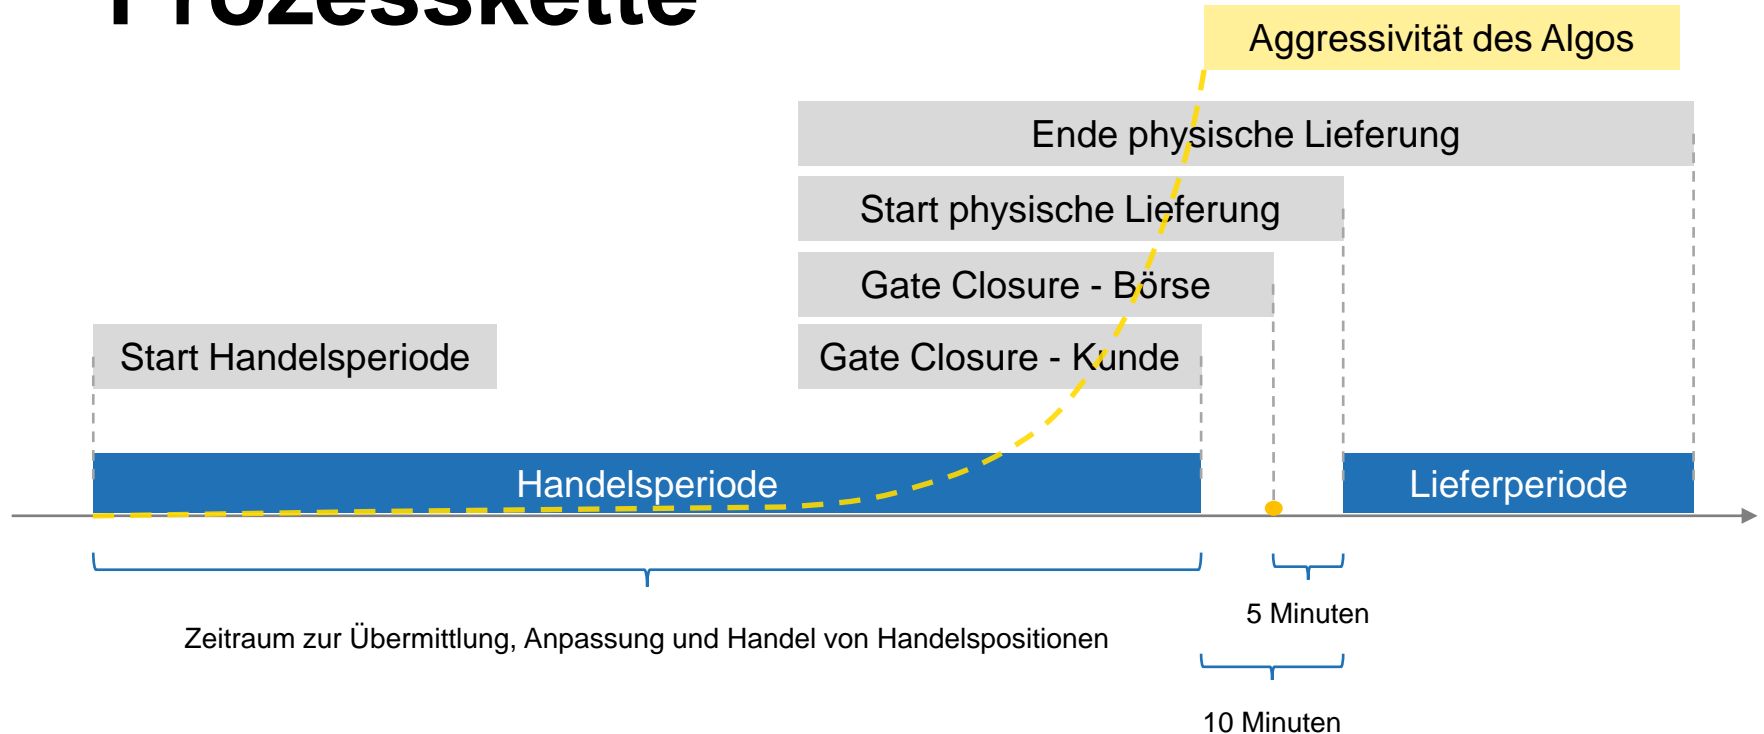 Prozesskette
Aggressivität des Algos
Ende physische Lieferung
Start physische Lieferung
Gate Closure - Börse
Start Handelsperiode
Gate Closure - Kunde
Handelsperiode
Lieferperiode
5 Minuten
Zeitraum zur Übermittlung, Anpassung und Handel von Handelspositionen
10 Minuten